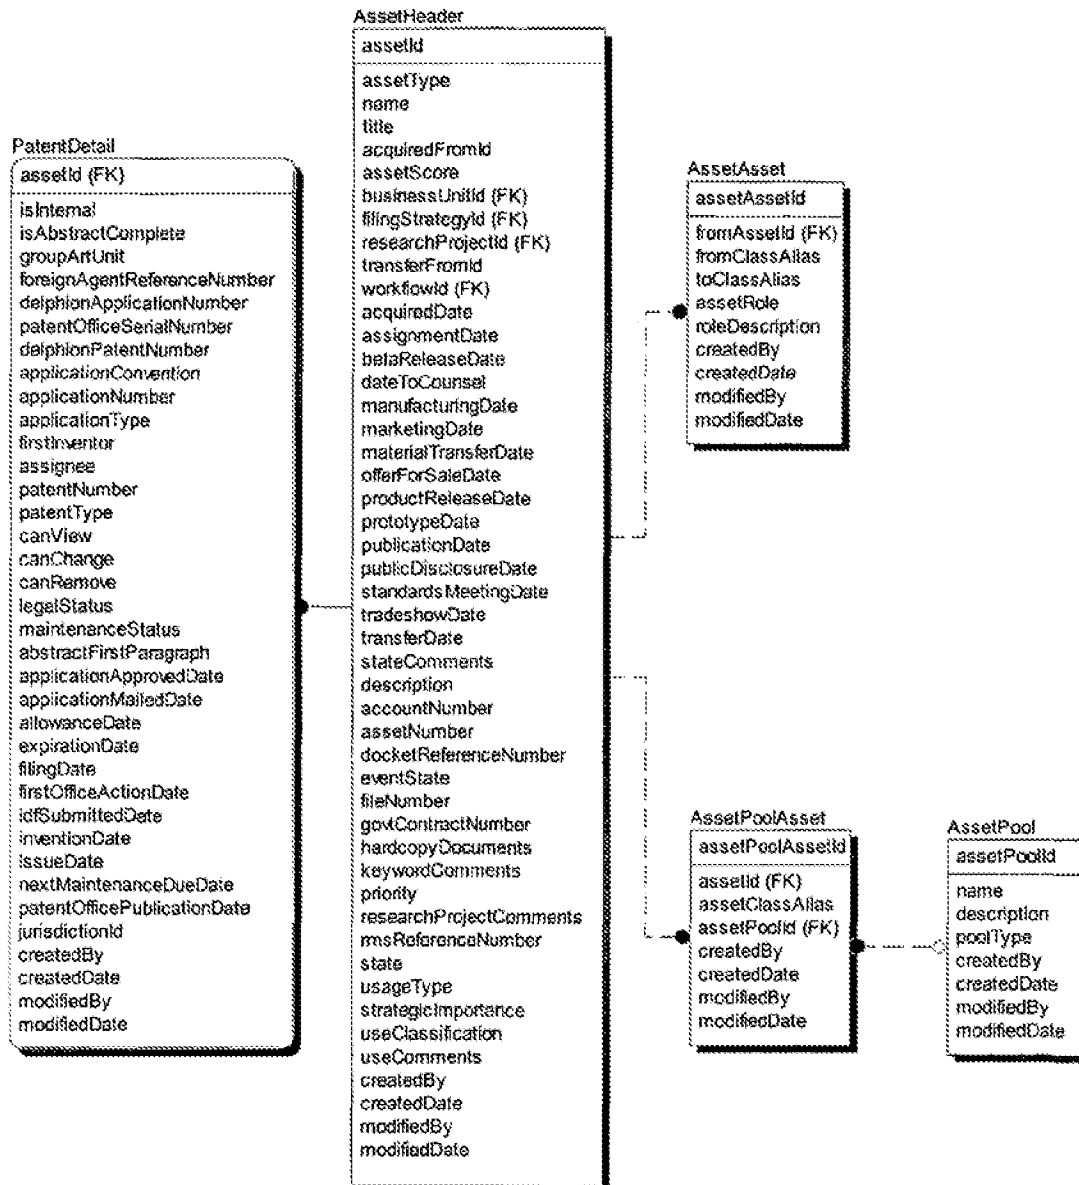 AssetHeader
assetId
assetType
name
title
acquiredFromId
assetScore
businessUnitId (FK)
filingStrategyId (FK)
researchProjectId (FK)
transferFromId
workflowId (FK)
acquiredDate
assignmentDate
betaReleaseDate
dateToCounsel
manufacturingDate
marketingDate
materialTransferDate
offerForSaleDate
productReleaseDate
prototypeDate
publicationDate
publicDisclosureDate
standardsMeetingDate
tradeshowDate
transferDate
stateComments
description
accountNumber
assetNumber
docketReferenceNumber
eventState
fileNumber
govtContractNumber
hardcopyDocuments
keywordComments
priority
researchProjectComments
rmsReferenceNumber
state
usageType
strategicImportance
useClassification
useComments
createdBy
createdDate
modifiedBy
modifiedDate
PatentDetail
assetId (FK)
isInternal
isAbstractComplete
groupArtUnit
foreignAgentReferenceNumber
delphionApplicationNumber
patentOfficeSerialNumber
delphionPatentNumber
applicationConvention
applicationNumber
applicationType
firstInventor
assignee
patentNumber
patentType
canView
canChange
canRemove
legalStatus
maintenanceStatus
abstractFirstParagraph
applicationApprovedDate
applicationMailedDate
allowanceDate
expirationDate
filingDate
firstOfficeActionDate
idfSubmittedDate
inventionDate
issueDate
nextMaintenanceDueDate
patentOfficePublicationDate
jurisdictionId
createdBy
createdDate
modifiedBy
modifiedDate
AssetAsset
assetAssetId
fromAssetId (FK)
fromClassAlias
toClassAlias
assetRole
roleDescription
createdBy
createdDate
modifiedBy
modifiedDate
AssetPoolAsset
assetPoolAssetId
assetId (FK)
assetClassAlias
assetPoolId (FK)
createdBy
createdDate
modifiedBy
modifiedDate
AssetPool
assetPoolId
name
description
poolType
createdBy
createdDate
modifiedBy
modifiedDate